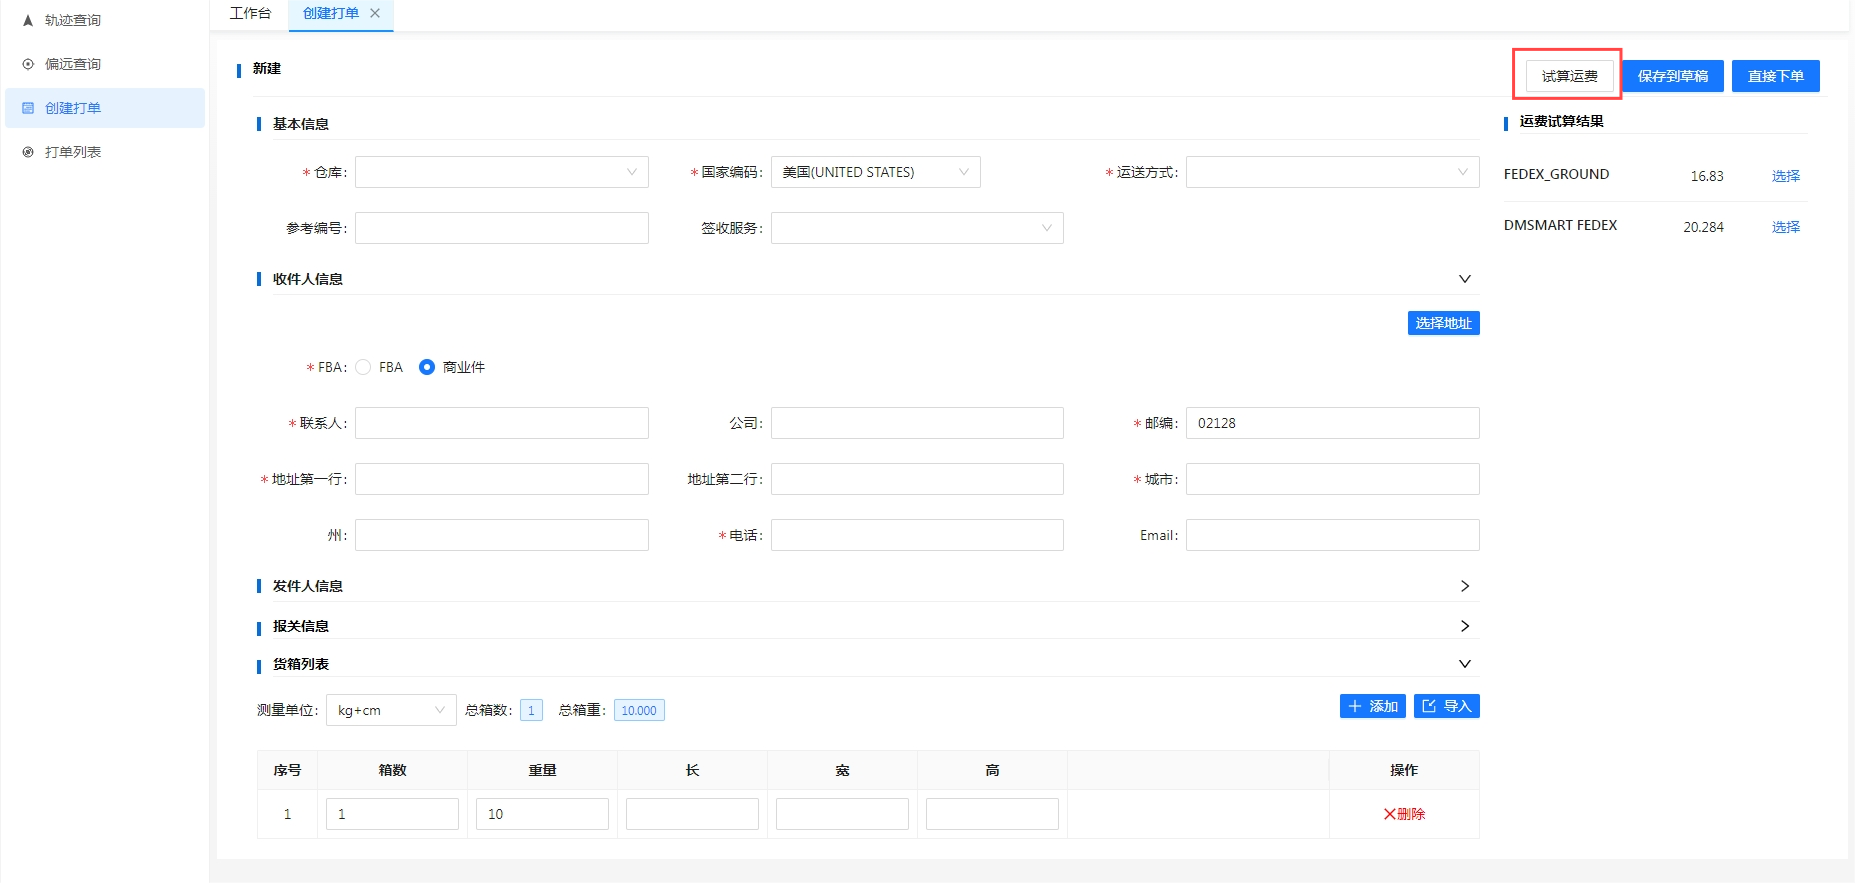 轨迹查询
偏远查询
创建打单
打单列表
工作台
创建打单
新建
试算运费
保存到草稿
直接下单
基本信息
* 仓库:
* 国家编码: 美国(UNITED STATES)
* 运送方式:
参考编号:
签收服务:
运费试算结果
FEDEX_GROUND 16.83 选择
DMSMART FEDEX 20.284 选择
收件人信息
选择地址
* FBA: FBA 商业件
* 联系人:
公司:
* 邮编: 02128
* 地址第一行:
地址第二行:
* 城市:
州:
* 电话:
Email:
发件人信息
报关信息
货箱列表
测量单位: kg+cm 总箱数: 1 总箱重: 10.000
添加
导入
序号 箱数 重量 长 宽 高 操作
1 1 10 删除